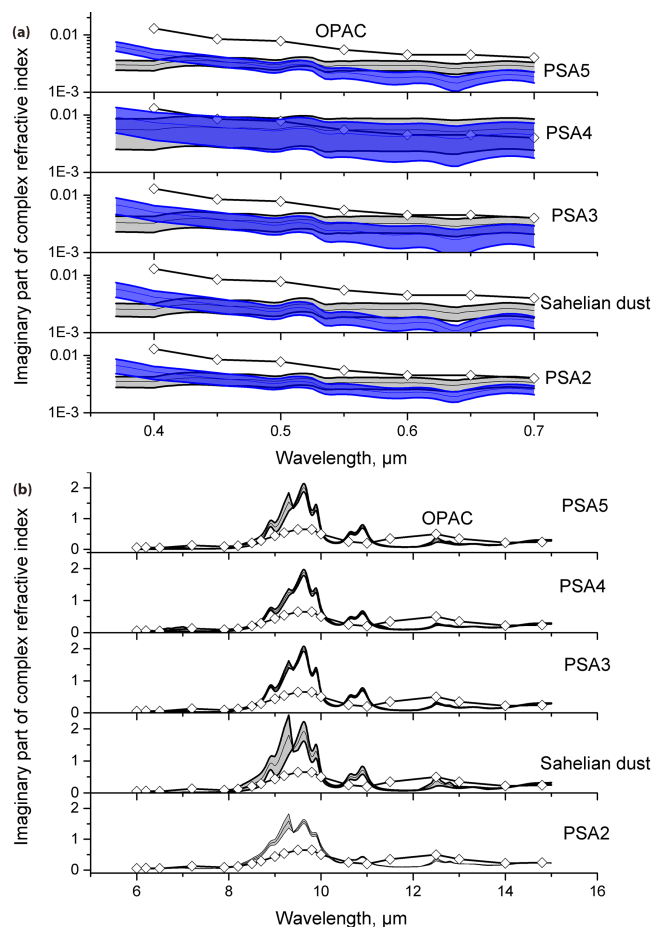 (a)
Imaginary part of complex refractive index
OPAC
0.01
1E-3
PSA5
0.01
1E-3
PSA4
0.01
1E-3
PSA3
0.01
1E-3
Sahelian dust
0.01
1E-3
PSA2
0.4 0.5 0.6 0.7
Wavelength, µm
(b)
Imaginary part of complex refractive index
2
1
0
PSA5
OPAC
2
1
0
PSA4
2
1
0
PSA3
2
1
0
Sahelian dust
2
1
0
PSA2
6 8 10 12 14 16
Wavelength, µm